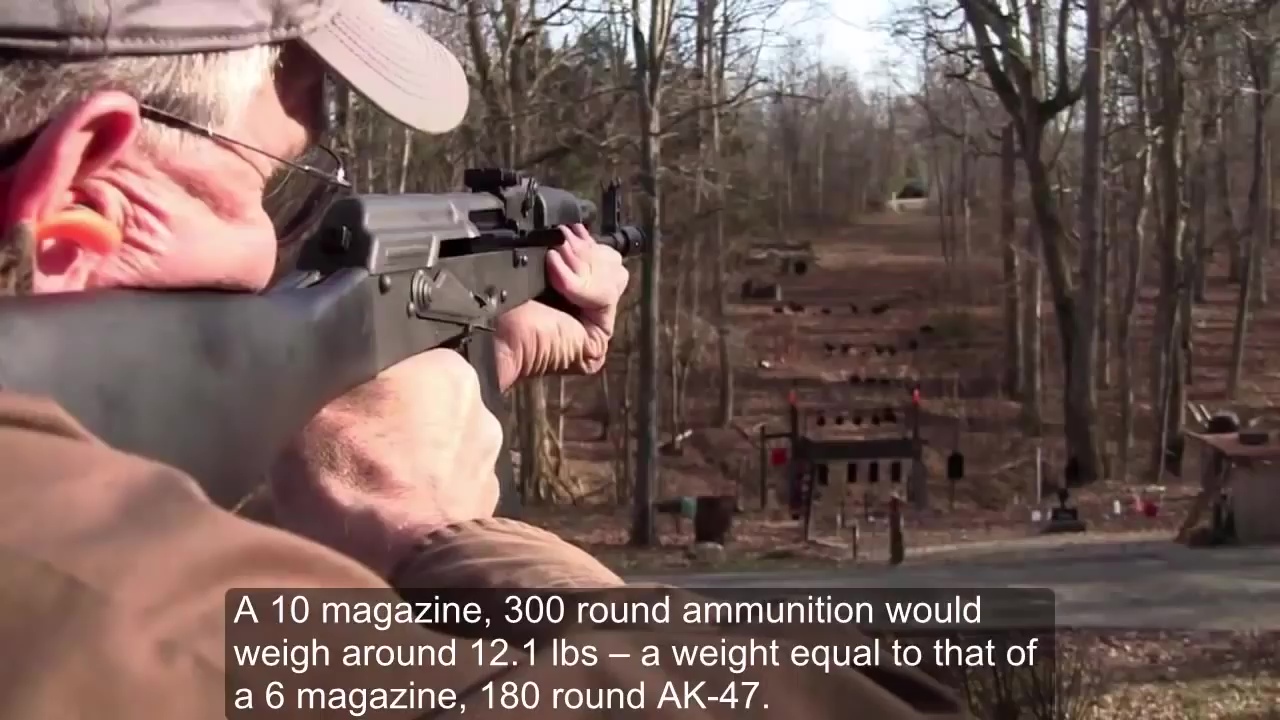 A 10 magazine, 300 round ammunition would
weigh around 12.1 lbs – a weight equal to that of
a 6 magazine, 180 round AK-47.